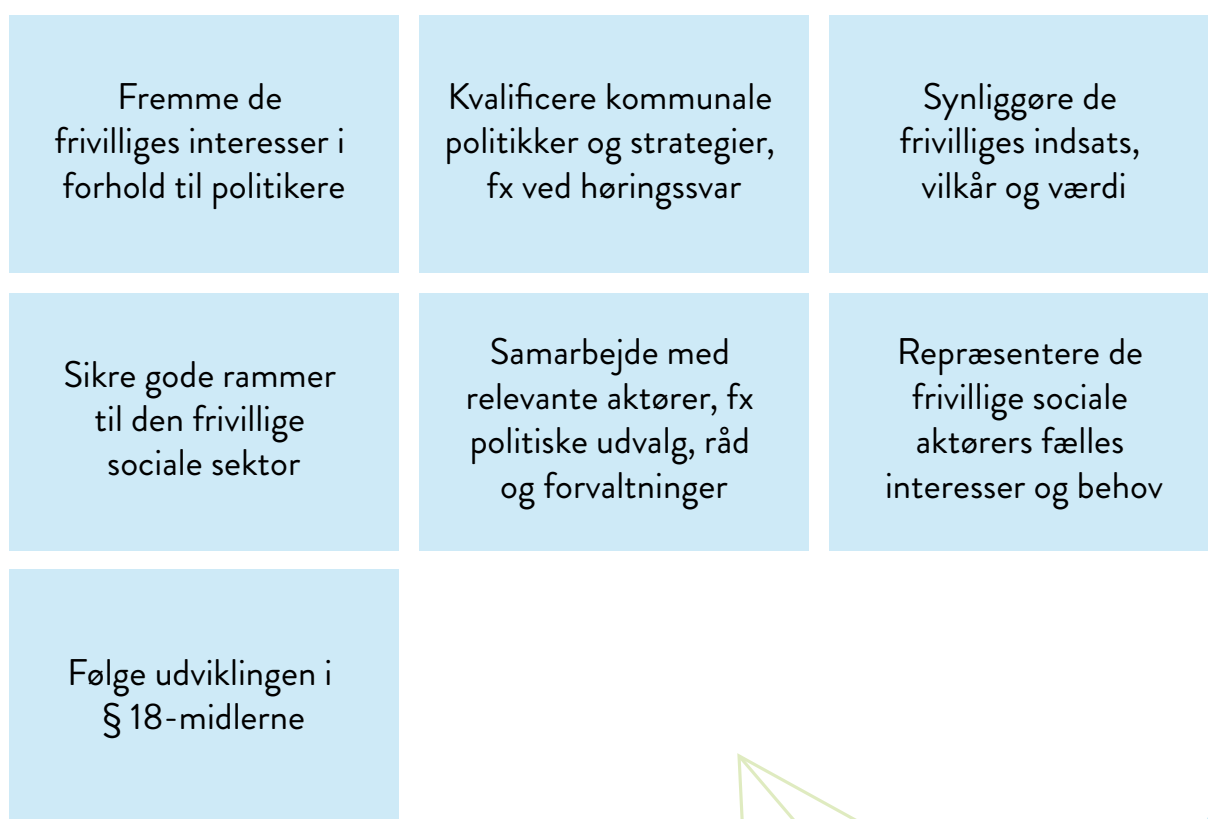 Fremme de
frivilliges interesser i
forhold til politikere
Kvalificere kommunale
politikker og strategier,
fx ved høringssvar
Synliggøre de
frivilliges indsats,
vilkår og værdi
Sikre gode rammer
til den frivillige
sociale sektor
Samarbejde med
relevante aktører, fx
politiske udvalg, råd
og forvaltninger
Repræsentere de
frivillige sociale
aktørers fælles
interesser og behov
Følge udviklingen i
§ 18-midlerne